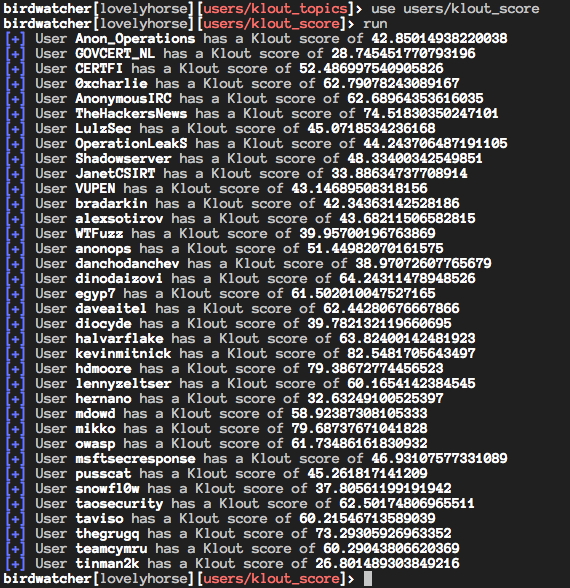 birdwatcher[lovelyhorse][users/klout_topics]> use users/klout_score
birdwatcher[lovelyhorse][users/klout_score]> run
[+] User Anon_Operations has a Klout score of 42.85014938220038
[+] User GOVCERT_NL has a Klout score of 28.745451770793196
[+] User CERTFI has a Klout score of 52.486997540905826
[+] User 0xcharlie has a Klout score of 62.79078243089167
[+] User AnonymousIRC has a Klout score of 62.68964353616035
[+] User TheHackersNews has a Klout score of 74.51830350247101
[+] User LulzSec has a Klout score of 45.0718534236168
[+] User OperationLeakS has a Klout score of 44.243706487191105
[+] User Shadowserver has a Klout score of 48.33400342549851
[+] User JanetCSIRT has a Klout score of 33.88634737708914
[+] User VUPEN has a Klout score of 43.14689508318156
[+] User bradarkin has a Klout score of 42.34363142528186
[+] User alexsotirov has a Klout score of 43.68211506582815
[+] User WTFuzz has a Klout score of 39.95700196763869
[+] User anonops has a Klout score of 51.44982070161575
[+] User danchodanchev has a Klout score of 38.97072607765679
[+] User dinodaizovi has a Klout score of 64.24311478948526
[+] User egyp7 has a Klout score of 61.502010047527165
[+] User daveaitel has a Klout score of 62.44280676667866
[+] User diocyde has a Klout score of 39.782132119660695
[+] User halvarflake has a Klout score of 63.82400142481923
[+] User kevinmitnick has a Klout score of 82.5481705643497
[+] User hdmoore has a Klout score of 79.38672774456523
[+] User lennyzeltser has a Klout score of 60.1654142384545
[+] User hernano has a Klout score of 32.63249100525397
[+] User mdowd has a Klout score of 58.92387308105333
[+] User mikko has a Klout score of 79.68737671041828
[+] User owasp has a Klout score of 61.73486161830932
[+] User msftsecresponse has a Klout score of 46.93107577331089
[+] User pusscat has a Klout score of 45.261817141209
[+] User snowfl0w has a Klout score of 37.80561199191942
[+] User taosecurity has a Klout score of 62.50174806965511
[+] User taviso has a Klout score of 60.21546713589039
[+] User thegrugq has a Klout score of 73.29305926963352
[+] User teamcymru has a Klout score of 60.29043806620369
[+] User tinman2k has a Klout score of 26.801489303849216
birdwatcher[lovelyhorse][users/klout_score]>